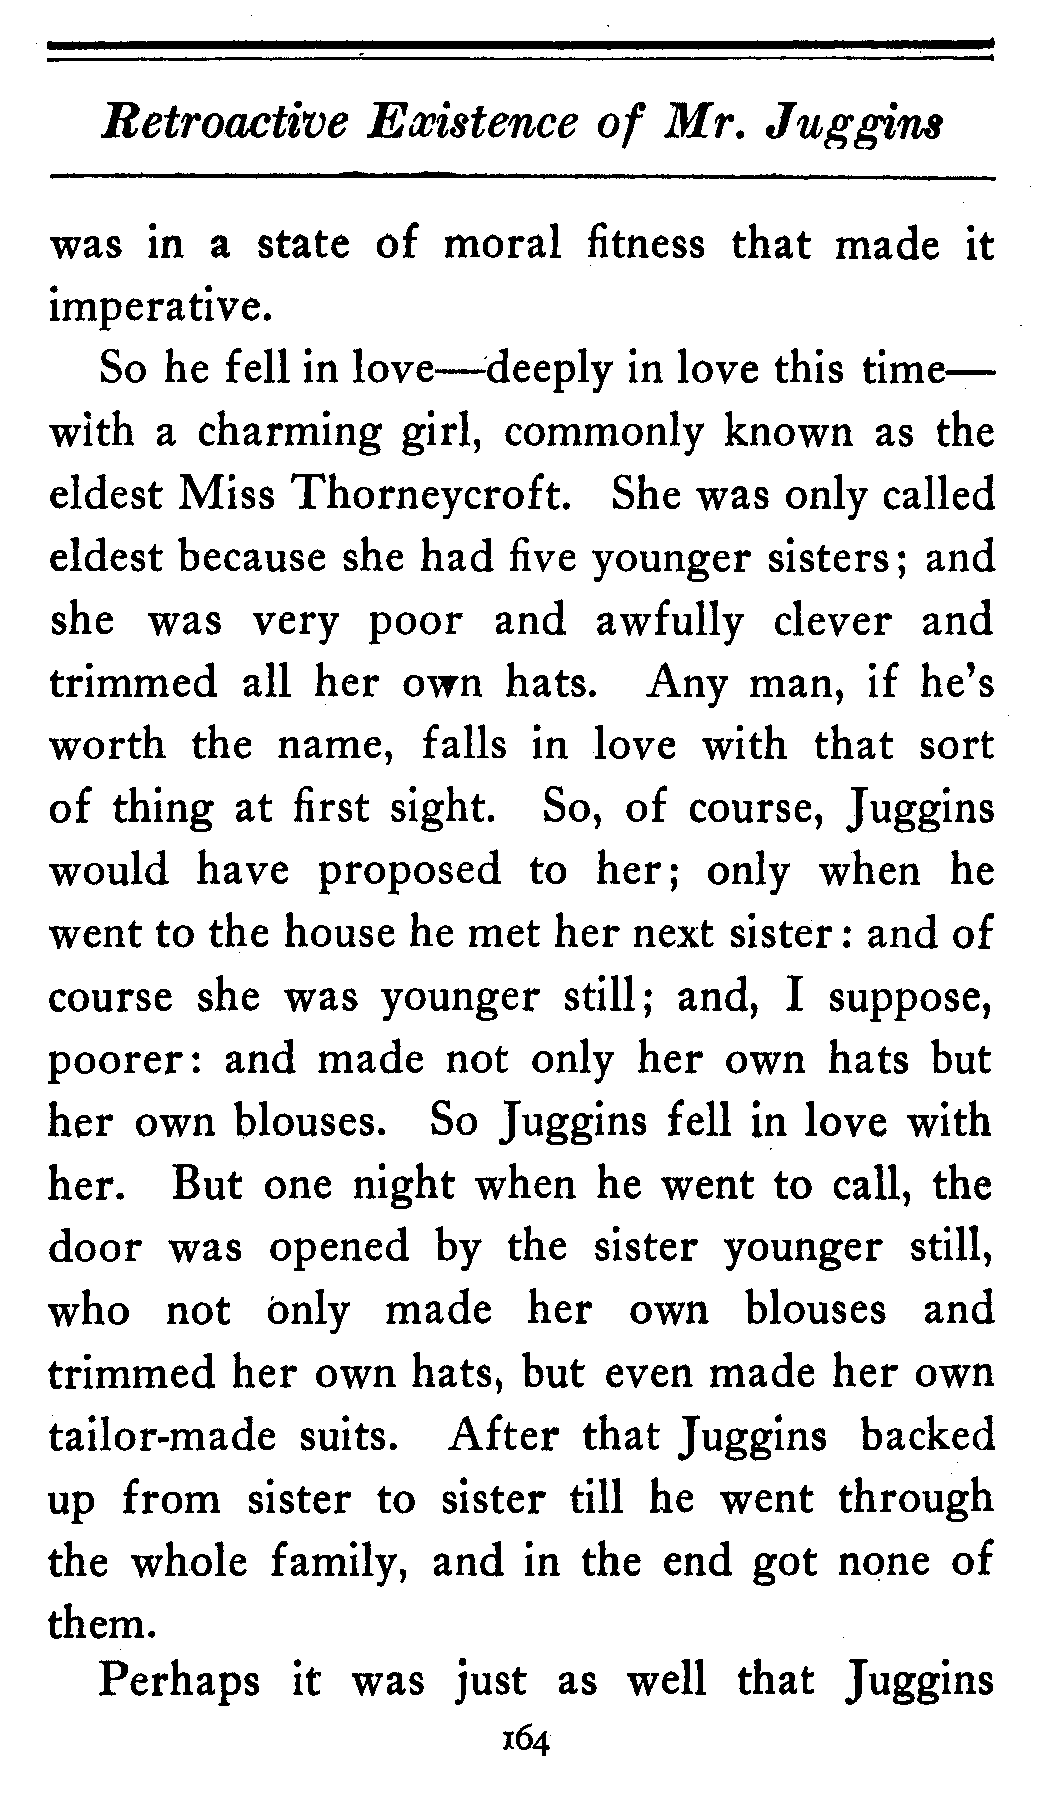 Retroactive Existence of Mr. Juggins
was in a state of moral fitness that made it
imperative.
So he fell in love—deeply in love this time—
with a charming girl, commonly known as the
eldest Miss Thorneycroft. She was only called
eldest because she had five younger sisters; and
she was very poor and awfully clever and
trimmed all her own hats. Any man, if he's
worth the name, falls in love with that sort
of thing at first sight. So, of course, Juggins
would have proposed to her; only when he
went to the house he met her next sister: and of
course she was younger still; and, I suppose,
poorer: and made not only her own hats but
her own blouses. So Juggins fell in love with
her. But one night when he went to call, the
door was opened by the sister younger still,
who not only made her own blouses and
trimmed her own hats, but even made her own
tailor-made suits. After that Juggins backed
up from sister to sister till he went through
the whole family, and in the end got none of
them.
Perhaps it was just as well that Juggins
164